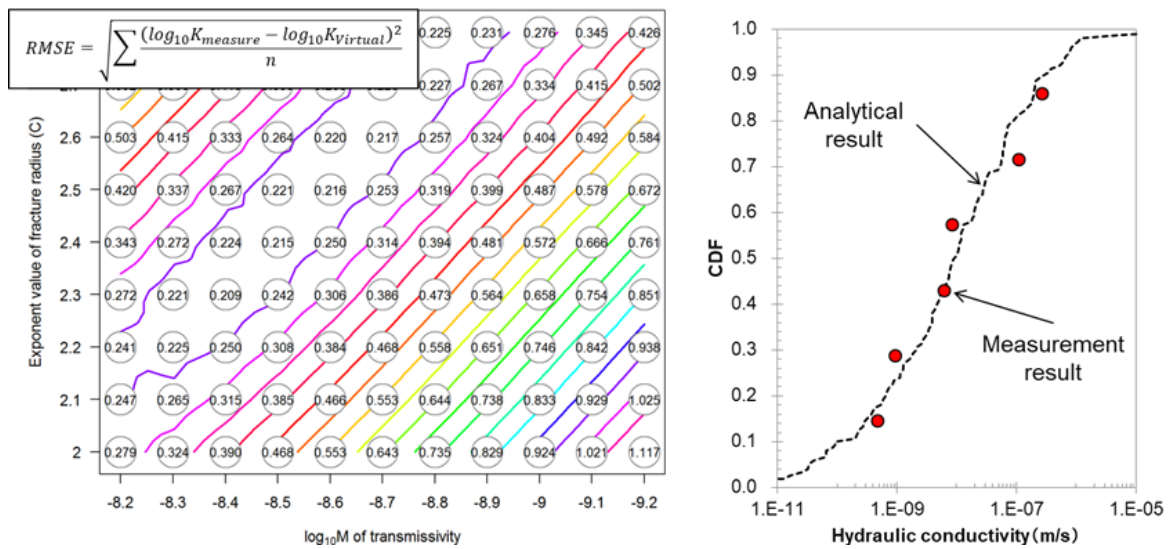 RMSE = √∑ (log₁₀K_measure − log₁₀K_Virtual)² / n
0.225 0.231 0.276 0.345 0.426
0.227 0.267 0.334 0.415 0.502
2.6 0.503 0.415 0.333 0.264 0.220 0.217 0.257 0.324 0.404 0.492 0.584
2.5 0.420 0.337 0.267 0.221 0.216 0.253 0.319 0.399 0.487 0.578 0.672
2.4 0.343 0.272 0.224 0.215 0.250 0.314 0.394 0.481 0.572 0.666 0.761
2.3 0.272 0.221 0.209 0.242 0.306 0.386 0.473 0.564 0.658 0.754 0.851
2.2 0.241 0.225 0.250 0.308 0.384 0.468 0.558 0.651 0.746 0.842 0.938
2.1 0.247 0.265 0.315 0.385 0.466 0.553 0.644 0.738 0.833 0.929 1.025
2 0.279 0.324 0.390 0.468 0.553 0.643 0.735 0.829 0.924 1.021 1.117
-8.2 -8.3 -8.4 -8.5 -8.6 -8.7 -8.8 -8.9 -9 -9.1 -9.2
log₁₀M of transmissivity
Exponent value of fracture radius (C)
1.0
0.9
0.8
0.7
0.6
0.5
0.4
0.3
0.2
0.1
0.0
CDF
Analytical
result
Measurement
result
1.E-11 1.E-09 1.E-07 1.E-05
Hydraulic conductivity(m/s)